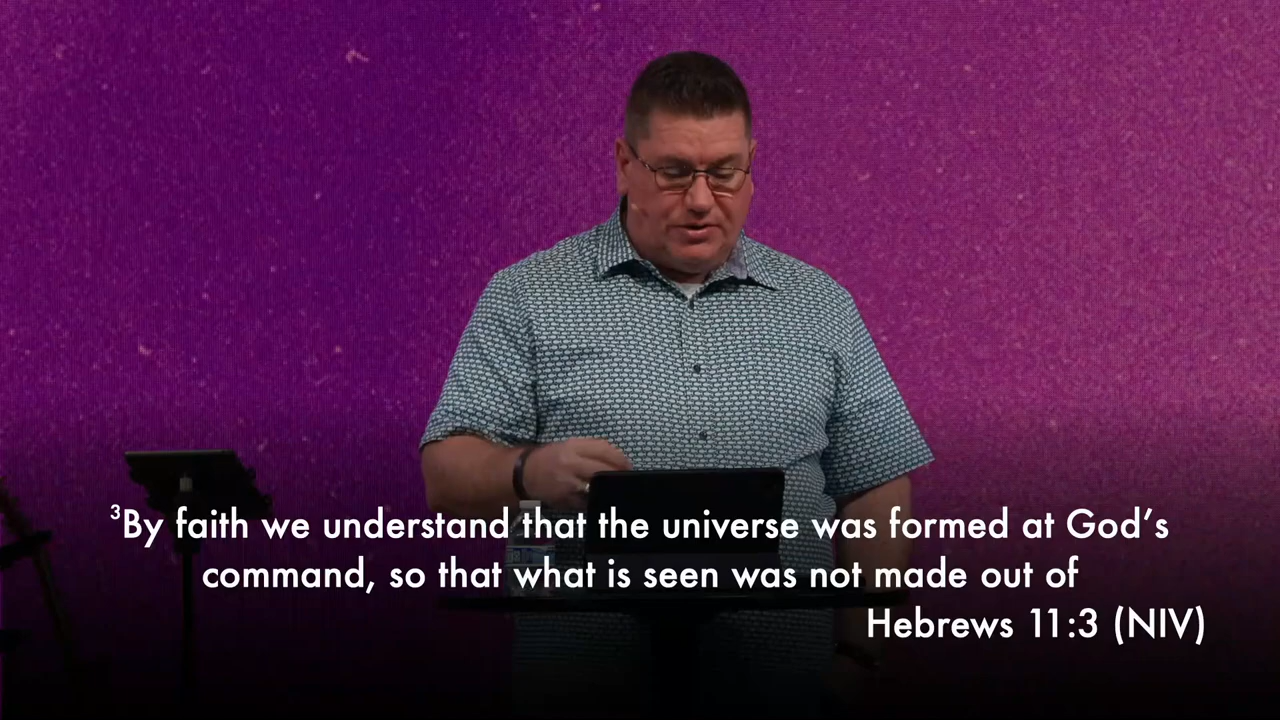 ³By faith we understand that the universe was formed at God's
command, so that what is seen was not made out of
Hebrews 11:3 (NIV)